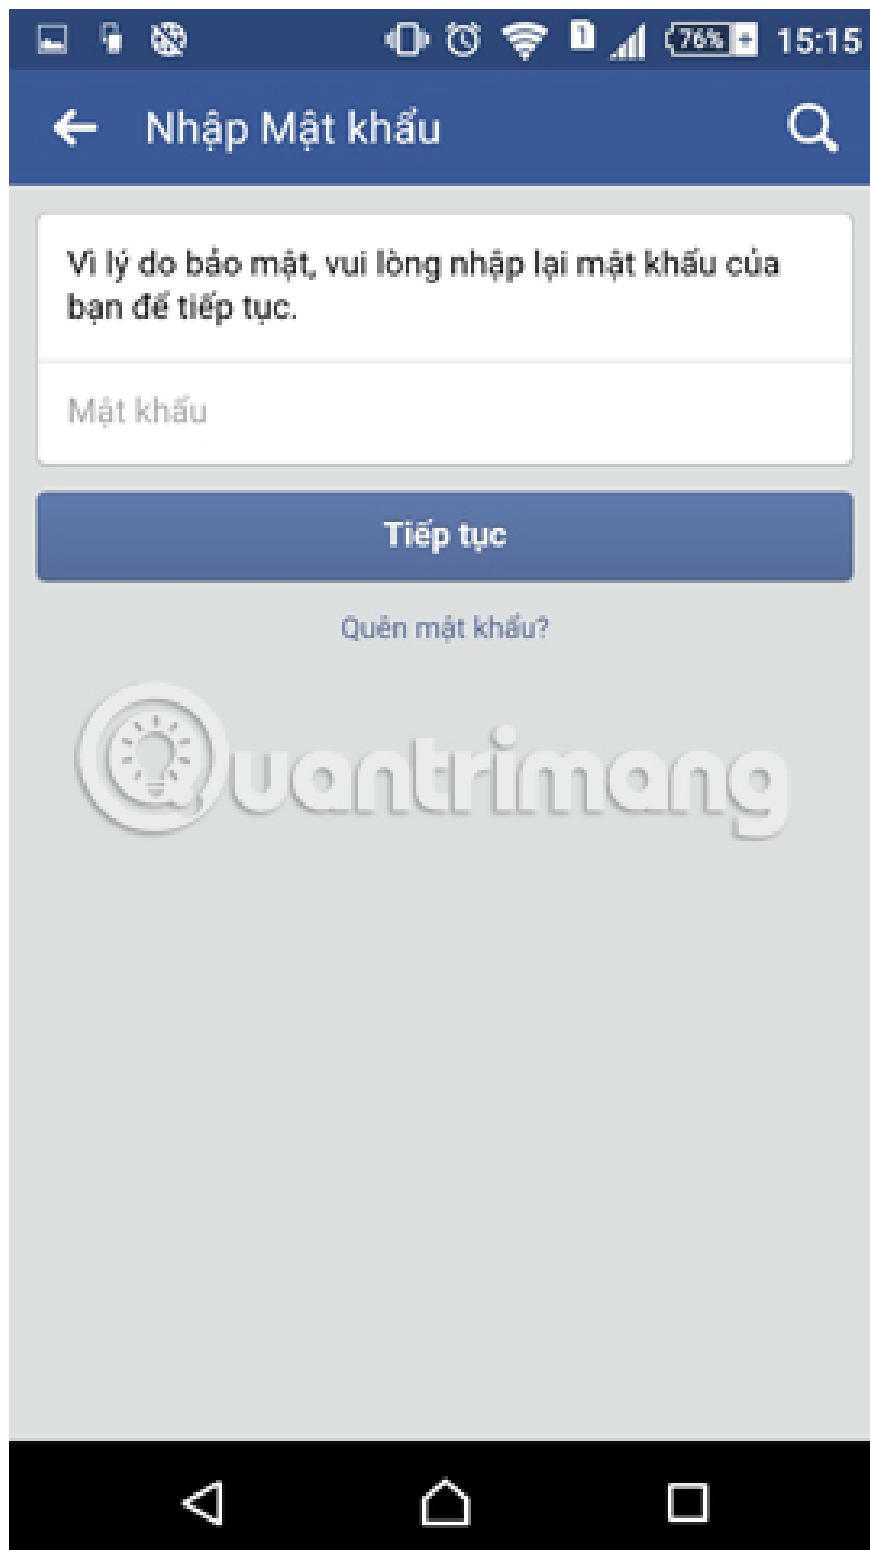 76%
15:15
Nhập Mật khẩu
Vì lý do bảo mật, vui lòng nhập lại mật khẩu của
bạn để tiếp tục.
Mật khẩu
Tiếp tục
Quên mật khẩu?
Quantrimang